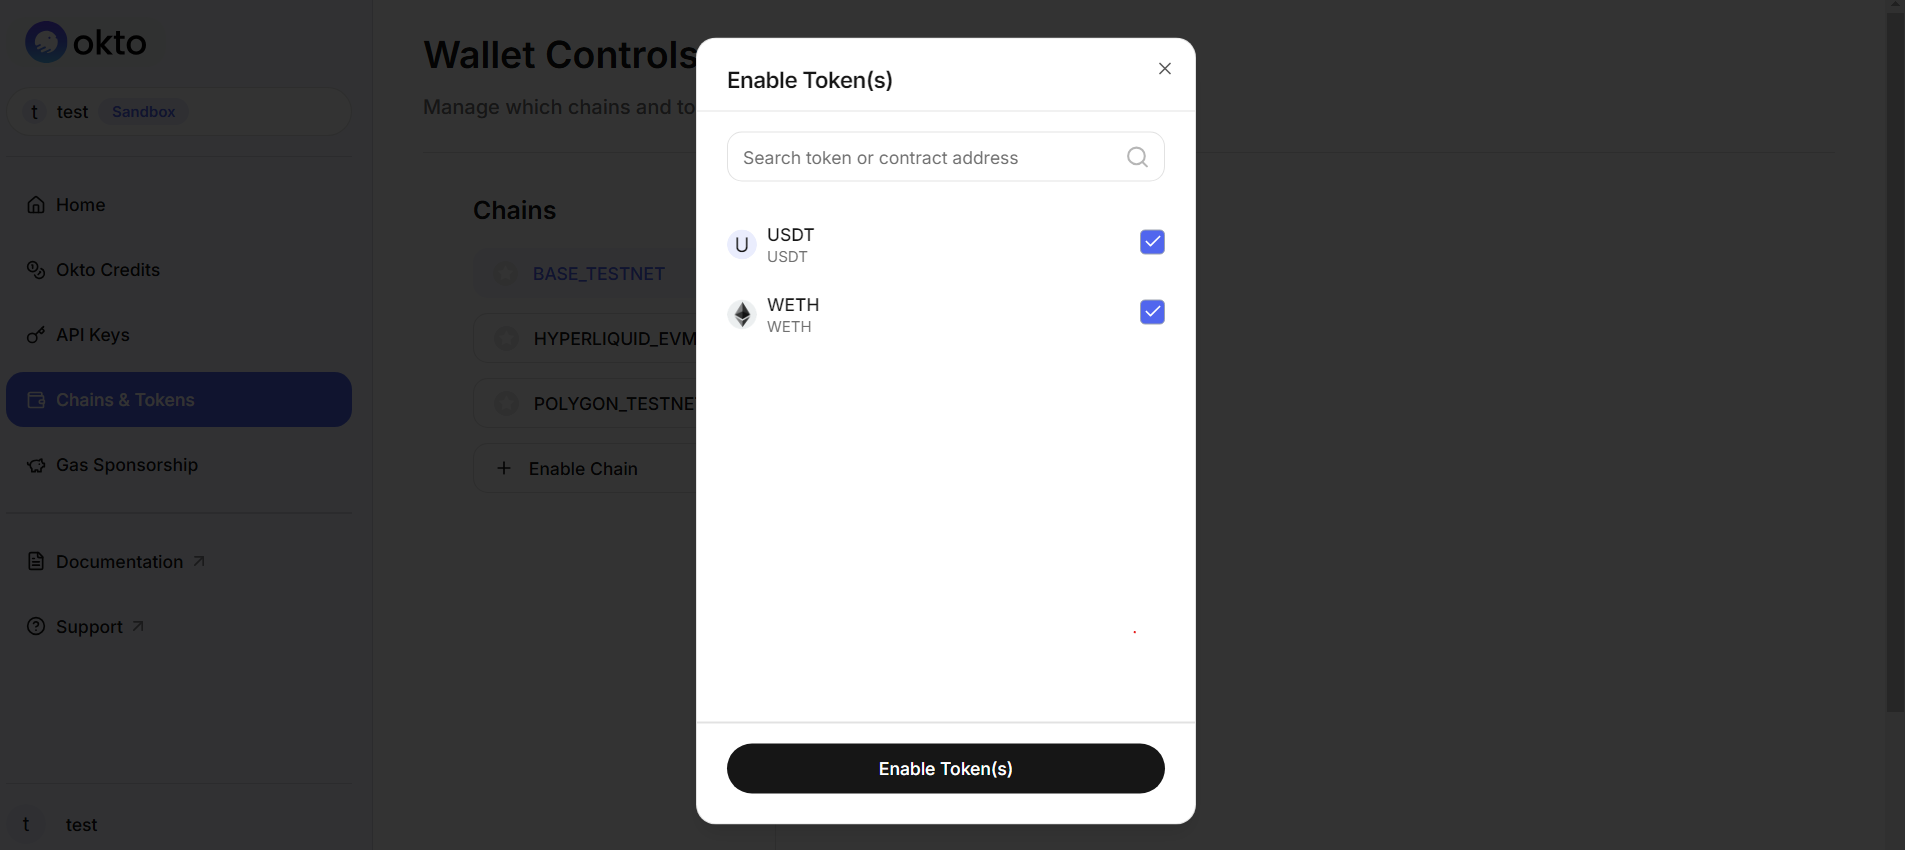 okto
t test Sandbox
Home
Okto Credits
API Keys
Chains & Tokens
Gas Sponsorship
Documentation
Support
t test
Wallet Controls
Manage which chains and to
Chains
BASE_TESTNET
HYPERLIQUID_EVM
POLYGON_TESTNE
Enable Chain
Enable Token(s)
Search token or contract address
U USDT
USDT
WETH
WETH
Enable Token(s)